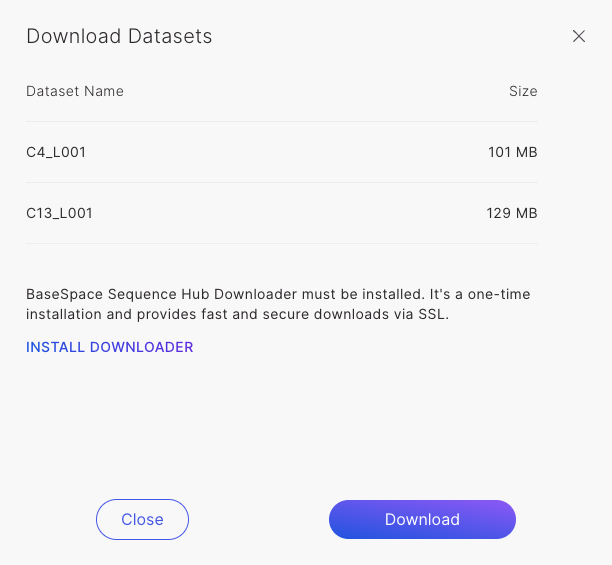 Download Datasets
Dataset Name Size
C4_L001 101 MB
C13_L001 129 MB
BaseSpace Sequence Hub Downloader must be installed. It's a one-time
installation and provides fast and secure downloads via SSL.
INSTALL DOWNLOADER
Close Download